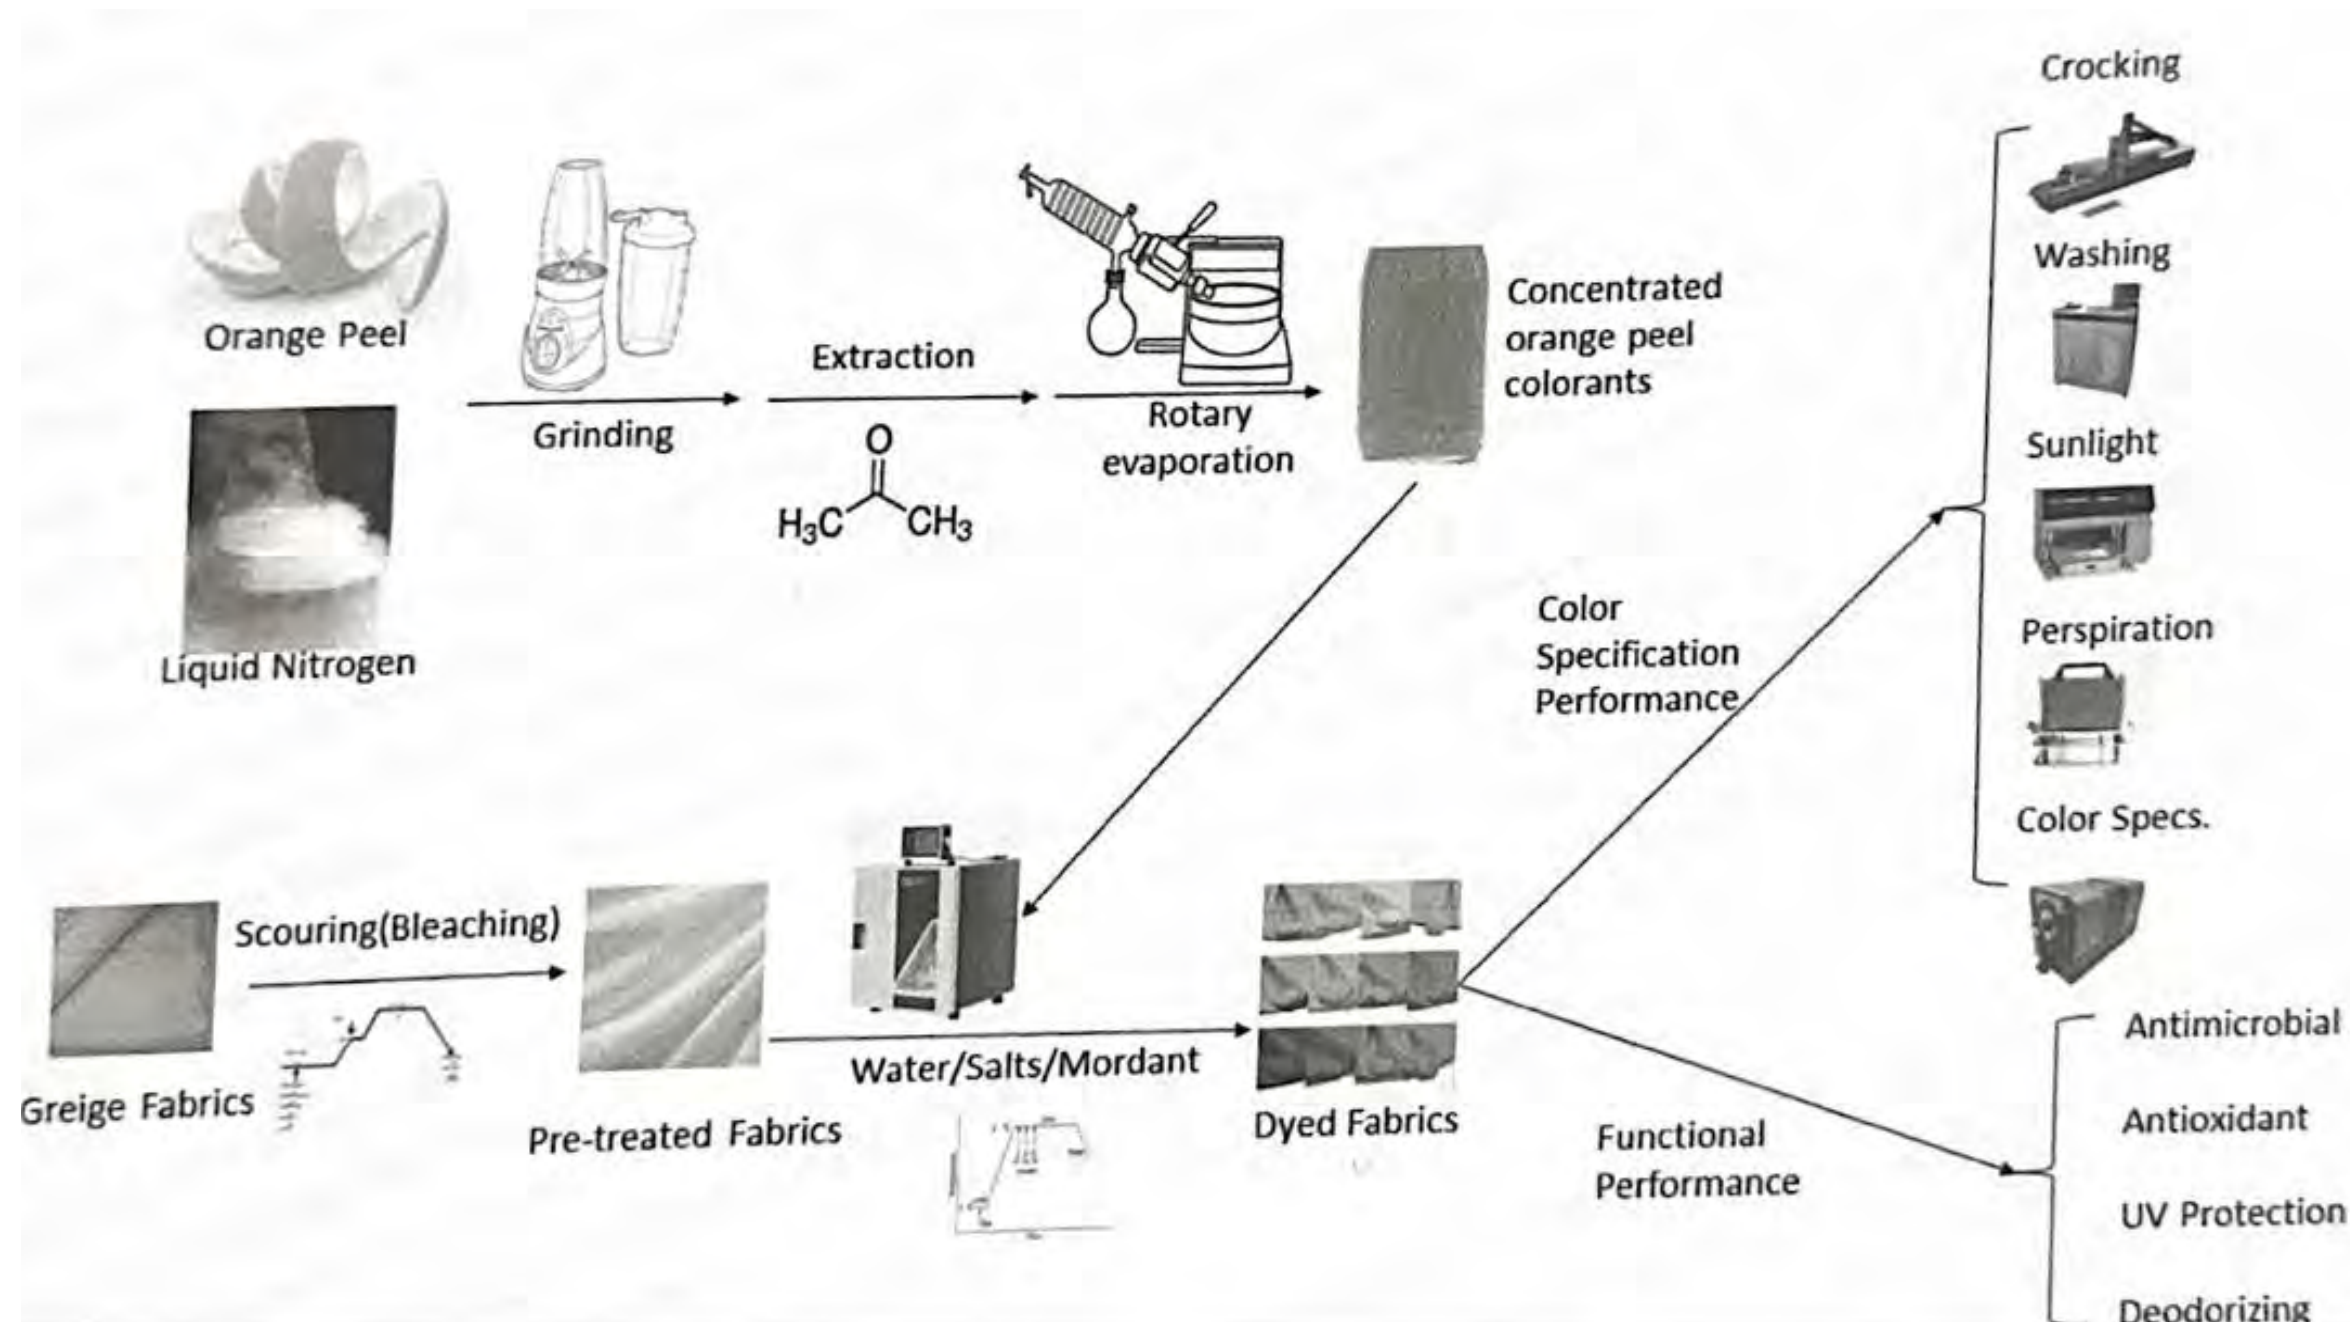 Orange Peel
Liquid Nitrogen
Grinding
Extraction
O
H₃C CH₃
Rotary
evaporation
Concentrated
orange peel
colorants
Greige Fabrics
Scouring(Bleaching)
Pre-treated Fabrics
Water/Salts/Mordant
Dyed Fabrics
Color
Specification
Performance
Crocking
Washing
Sunlight
Perspiration
Color Specs.
Functional
Performance
Antimicrobial
Antioxidant
UV Protection
Deodorizing